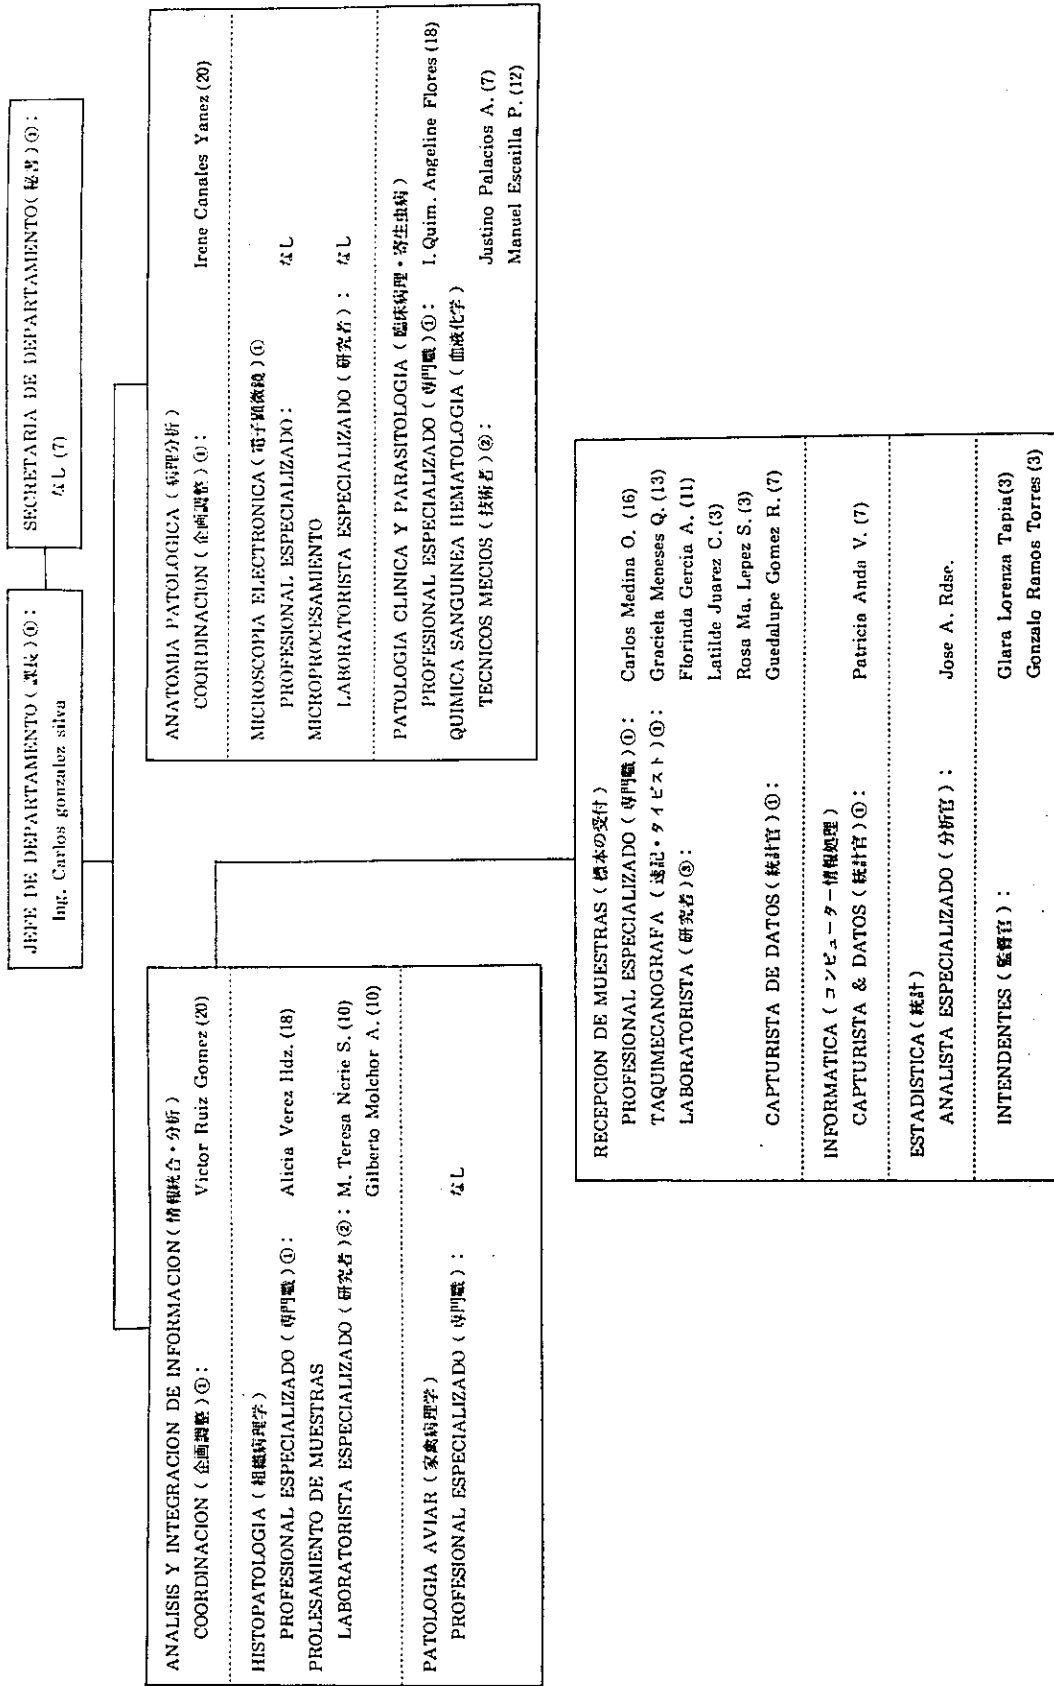 JEFE DE DEPARTAMENTO（課長）①：
Ing. Carlos gonzalez silva
SECRETARIA DE DEPARTAMENTO（秘書）①：
なし (7)
ANALISIS Y INTEGRACION DE INFORMACION（情報統合・分析）
COORDINACION（企画調整）①： Victor Ruiz Gomez (20)
HISTOPATOLOGIA（組織病理学）
PROFESIONAL ESPECIALIZADO（専門職）①： Alicia Verez Hdz. (18)
PROLESAMIENTO DE MUESTRAS
LABORATORISTA ESPECIALIZADO（研究者）②： M. Teresa Nerie S. (10)
Gilberto Molchor A. (10)
PATOLOGIA AVIAR（家禽病理学）
PROFESIONAL ESPECIALIZADO（専門職）： なし
ANATOMIA PATOLOGICA（病理分析）
COORDINACION（企画調整）①： Irene Canales Yanez (20)
MICROSCOPIA ELECTRONICA（電子顕微鏡）①
PROFESIONAL ESPECIALIZADO： なし
MICROPROCESAMIENTO
LABORATORISTA ESPECIALIZADO（研究者）： なし
PATOLOGIA CLINICA Y PARASITOLOGIA（臨床病理・寄生虫病）
PROFESIONAL ESPECIALIZADO（専門職）①： I. Quim. Angeline Flores (18)
QUIMICA SANGUINEA HEMATOLOGIA（血液化学）
TECNICOS MECIOS（技術者）②： Justino Palacios A. (7)
Manuel Escailla P. (12)
RECEPCION DE MUESTRAS（標本の受付）
PROFESIONAL ESPECIALIZADO（専門職）①： Carlos Medina O. (16)
TAQUIMECANOGRAFA（速記・タイピスト）①： Graciela Meneses Q. (13)
LABORATORISTA（研究者）③： Florinda Gercia A. (11)
Latilde Juarez C. (3)
Rosa Ma. Lepez S. (3)
CAPTURISTA DE DATOS（統計官）①： Guedalupe Gomez R. (7)
INFORMATICA（コンピューター情報処理）
CAPTURISTA & DATOS（統計官）①： Patricia Anda V. (7)
ESTADISTICA（統計）
ANALISTA ESPECIALIZADO（分析官）： Jose A. Rdse.
INTENDENTES（監督官）： Glara Lorenza Tapia(3)
Gonzalo Ramos Torres (3)